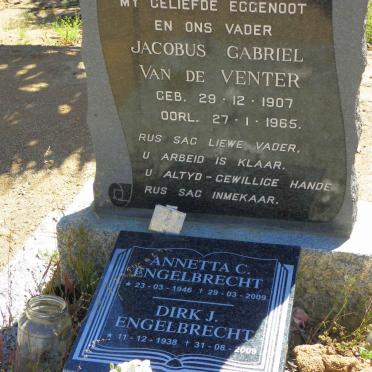 MY GELIEFDE EGGENOOT
EN ONS VADER
JACOBUS GABRIEL
VAN DE VENTER
GEB. 29·12·1907
OORL. 27·1·1965.
RUS SAG LIEWE VADER,
U ARBEID IS KLAAR,
U ALTYD-GEWILLIGE HANDE
RUS SAG INMEKAAR.
ANNETTA C.
ENGELBRECHT
* 23-03-1946 † 29-03-2009
DIRK J.
ENGELBRECHT
* 11-12-1938 † 31-08-2009